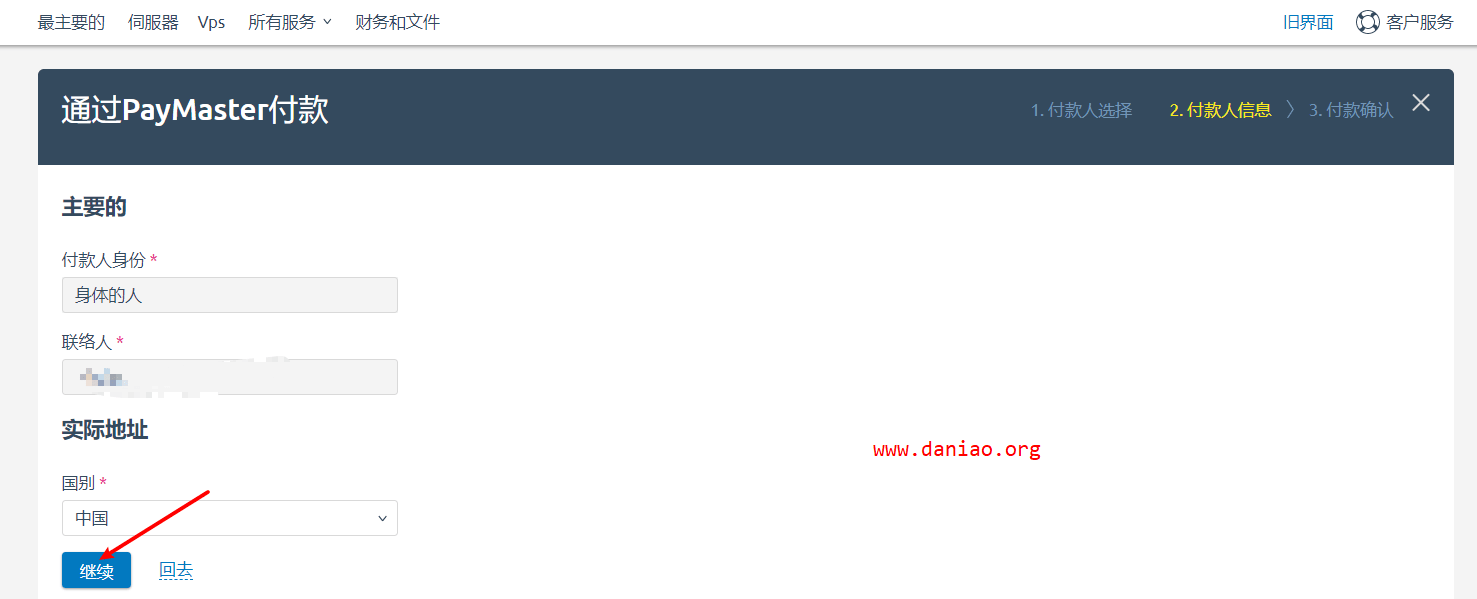 最主要的 伺服器 Vps 所有服务 财务和文件 旧界面 客户服务
通过PayMaster付款 1. 付款人选择 2. 付款人信息 3. 付款确认
主要的
付款人身份 *
身体的人
联络人 *
实际地址
www.daniao.org
国别 *
中国
继续 回去